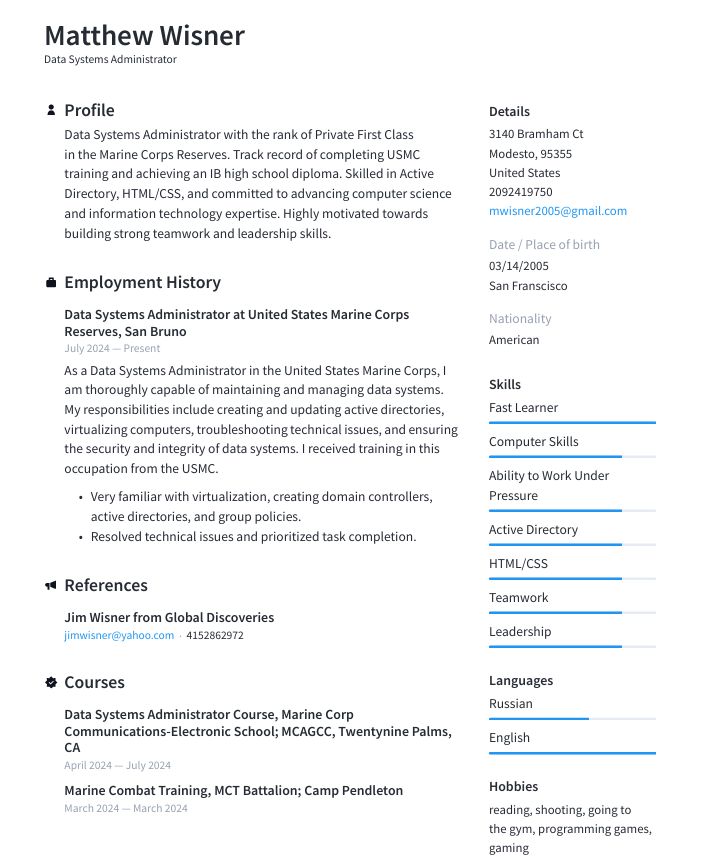 Matthew Wisner
Data Systems Administrator
Profile
Data Systems Administrator with the rank of Private First Class
in the Marine Corps Reserves. Track record of completing USMC
training and achieving an IB high school diploma. Skilled in Active
Directory, HTML/CSS, and committed to advancing computer science
and information technology expertise. Highly motivated towards
building strong teamwork and leadership skills.
Employment History
Data Systems Administrator at United States Marine Corps
Reserves, San Bruno
July 2024 — Present
As a Data Systems Administrator in the United States Marine Corps, I
am thoroughly capable of maintaining and managing data systems.
My responsibilities include creating and updating active directories,
virtualizing computers, troubleshooting technical issues, and ensuring
the security and integrity of data systems. I received training in this
occupation from the USMC.
• Very familiar with virtualization, creating domain controllers,
active directories, and group policies.
• Resolved technical issues and prioritized task completion.
References
Jim Wisner from Global Discoveries
jimwisner@yahoo.com · 4152862972
Courses
Data Systems Administrator Course, Marine Corp
Communications-Electronic School; MCAGCC, Twentynine Palms,
CA
April 2024 — July 2024
Marine Combat Training, MCT Battalion; Camp Pendleton
March 2024 — March 2024
Details
3140 Bramham Ct
Modesto, 95355
United States
2092419750
mwisner2005@gmail.com
Date / Place of birth
03/14/2005
San Franscisco
Nationality
American
Skills
Fast Learner
Computer Skills
Ability to Work Under
Pressure
Active Directory
HTML/CSS
Teamwork
Leadership
Languages
Russian
English
Hobbies
reading, shooting, going to
the gym, programming games,
gaming